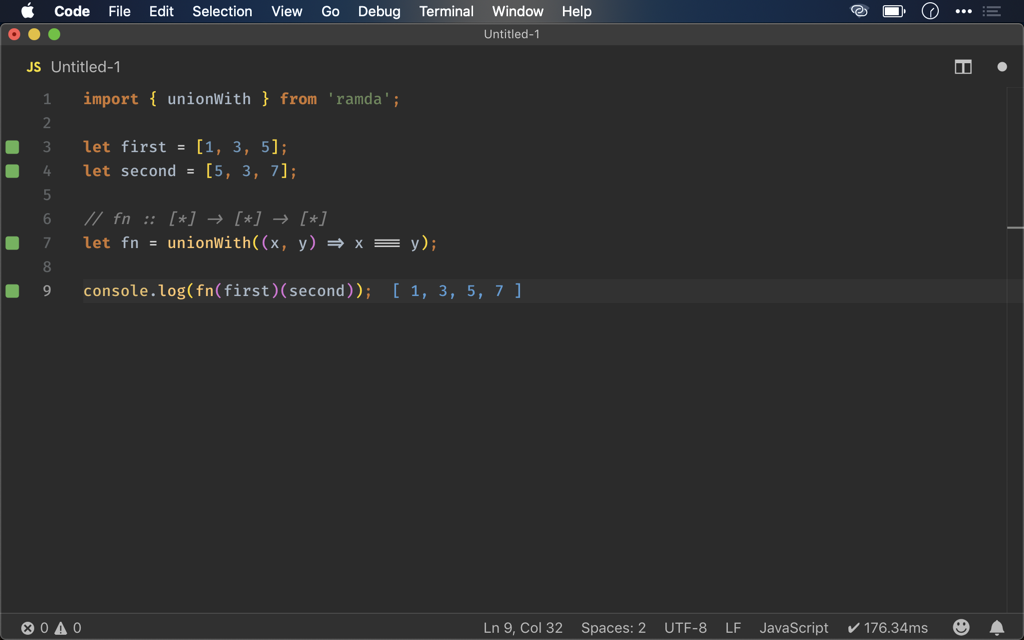 Code File Edit Selection View Go Debug Terminal Window Help
Untitled-1
JS Untitled-1
1 import { unionWith } from 'ramda';
2
3 let first = [1, 3, 5];
4 let second = [5, 3, 7];
5
6 // fn :: [*] → [*] → [*]
7 let fn = unionWith((x, y) ⇒ x ≡ y);
8
9 console.log(fn(first)(second)); [ 1, 3, 5, 7 ]
0 0 Ln 9, Col 32 Spaces: 2 UTF-8 LF JavaScript ✔ 176.34ms